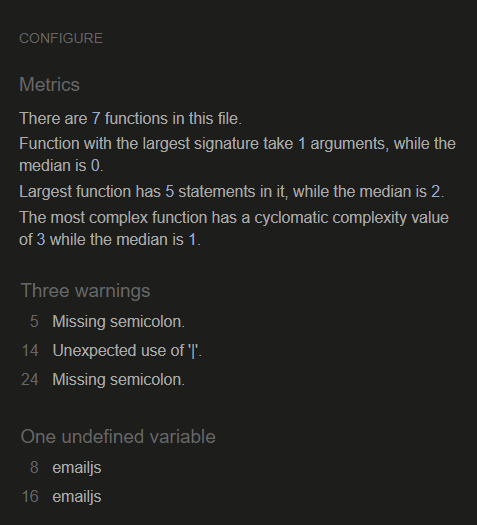 CONFIGURE
Metrics
There are 7 functions in this file.
Function with the largest signature take 1 arguments, while the
median is 0.
Largest function has 5 statements in it, while the median is 2.
The most complex function has a cyclomatic complexity value
of 3 while the median is 1.
Three warnings
5 Missing semicolon.
14 Unexpected use of '|'.
24 Missing semicolon.
One undefined variable
8 emailjs
16 emailjs